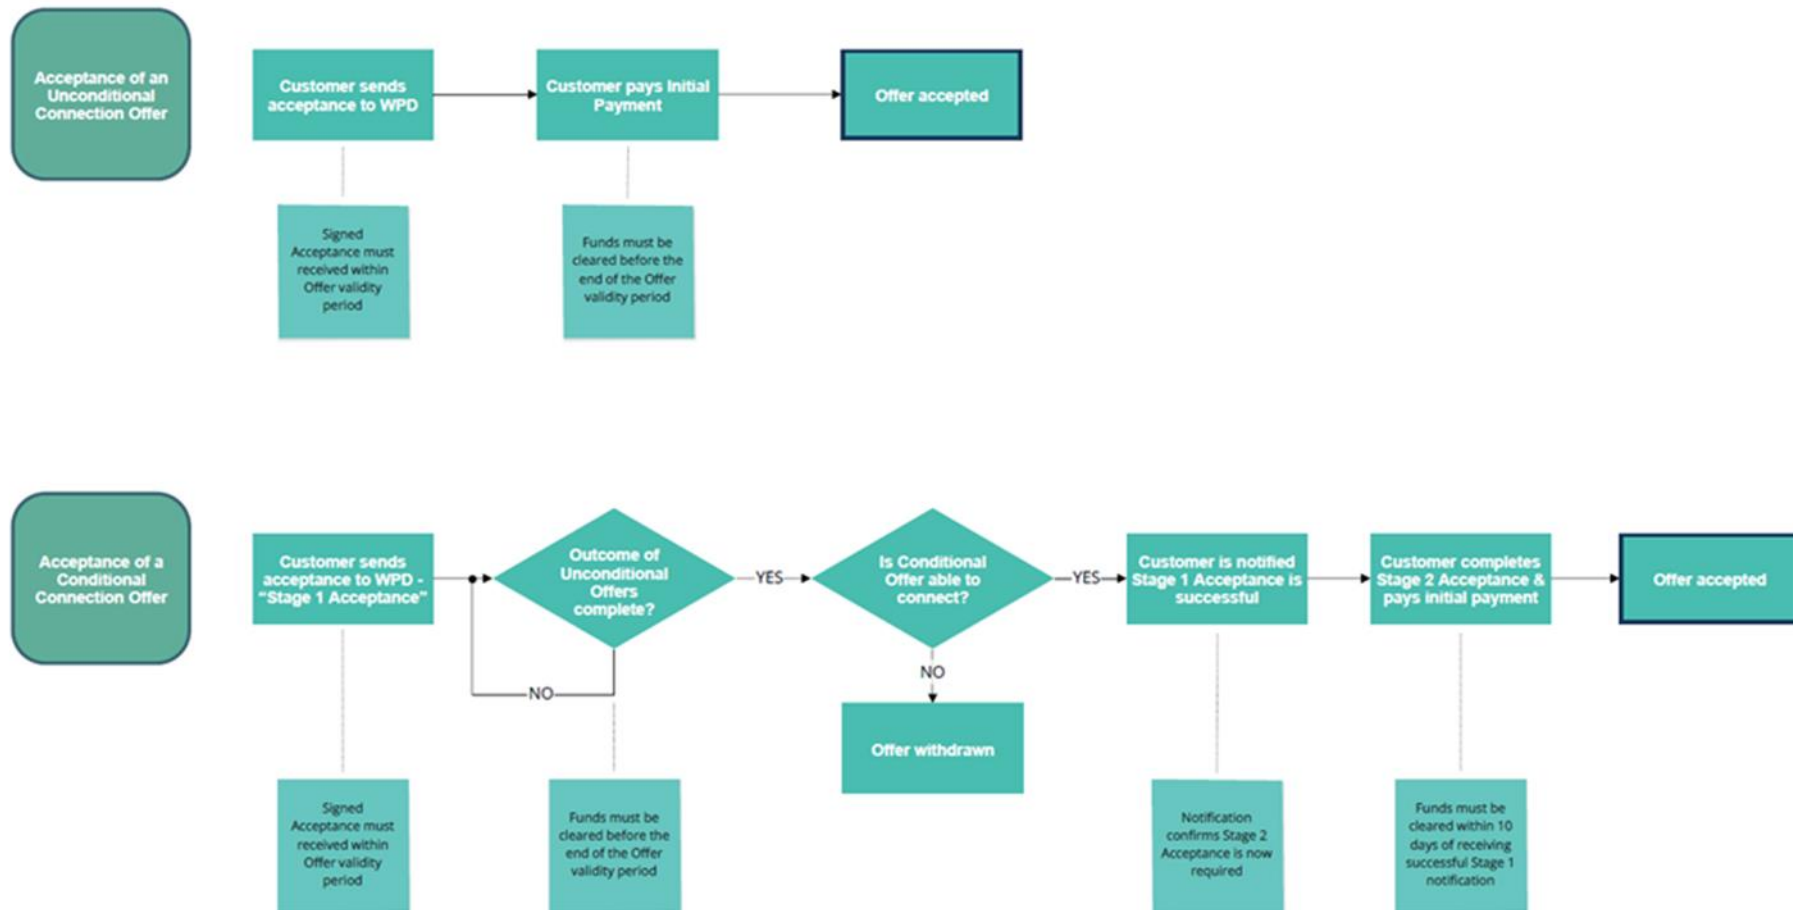 Acceptance of an
Unconditional
Connection Offer
Customer sends
acceptance to WPD
Customer pays Initial
Payment
Offer accepted
Signed
Acceptance must
received within
Offer validity
period
Funds must be
cleared before the
end of the Offer
validity period
Acceptance of a
Conditional
Connection Offer
Customer sends
acceptance to WPD -
“Stage 1 Acceptance”
Outcome of
Unconditional
Offers
complete?
YES
Is Conditional
Offer able to
connect?
YES
Customer is notified
Stage 1 Acceptance is
successful
Customer completes
Stage 2 Acceptance &
pays initial payment
Offer accepted
NO
NO
Offer withdrawn
Signed
Acceptance must
received within
Offer validity
period
Funds must be
cleared before the
end of the Offer
validity period
Notification
confirms Stage 2
Acceptance is now
required
Funds must be
cleared within 10
days of receiving
successful Stage 1
notification